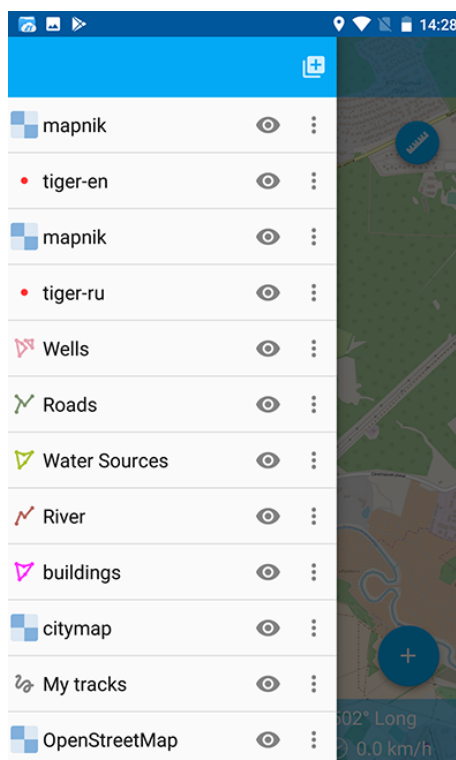 14:28
mapnik
tiger-en
mapnik
tiger-ru
Wells
Roads
Water Sources
River
buildings
citymap
My tracks
OpenStreetMap
502° Long
0.0 km/h